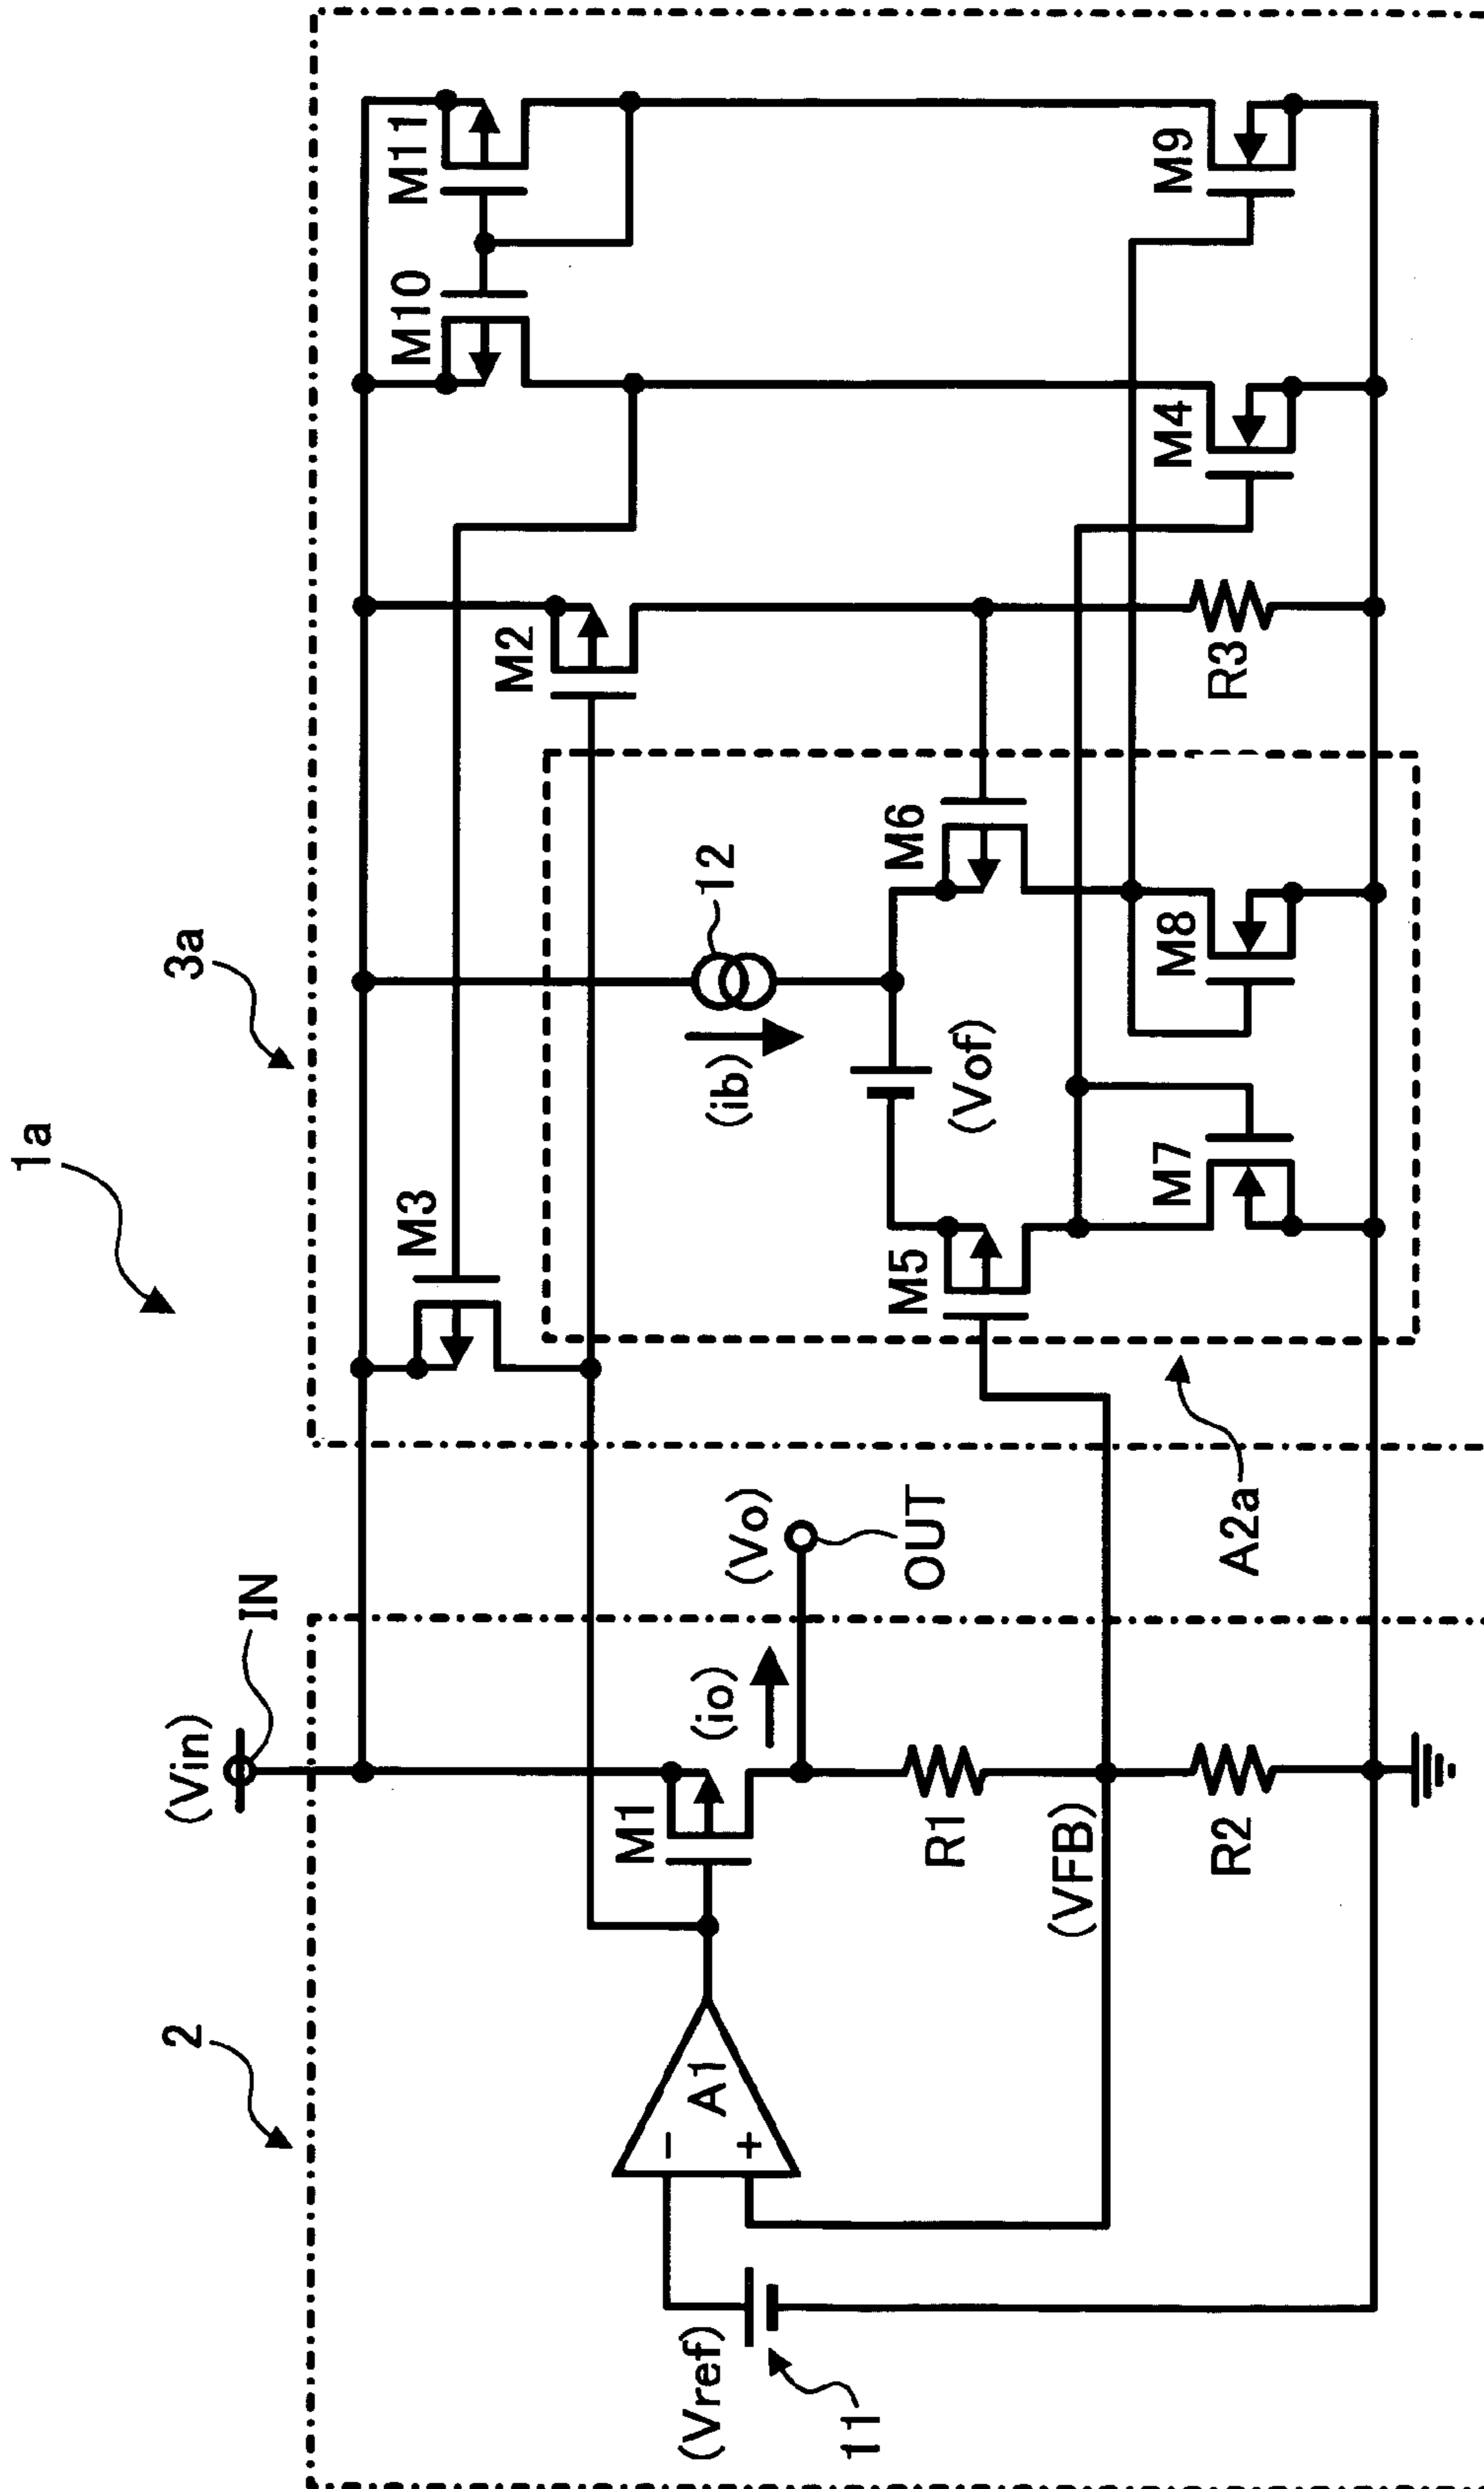 1a
2
3a
(Vin)
IN
M3
M10
M11
M2
12
(ib)
M1
(io)
(Vo)
OUT
A1
-
+
(Vref)
11
R1
(VFB)
R2
M5
(Vof)
M6
M7
M8
A2a
R3
M4
M9